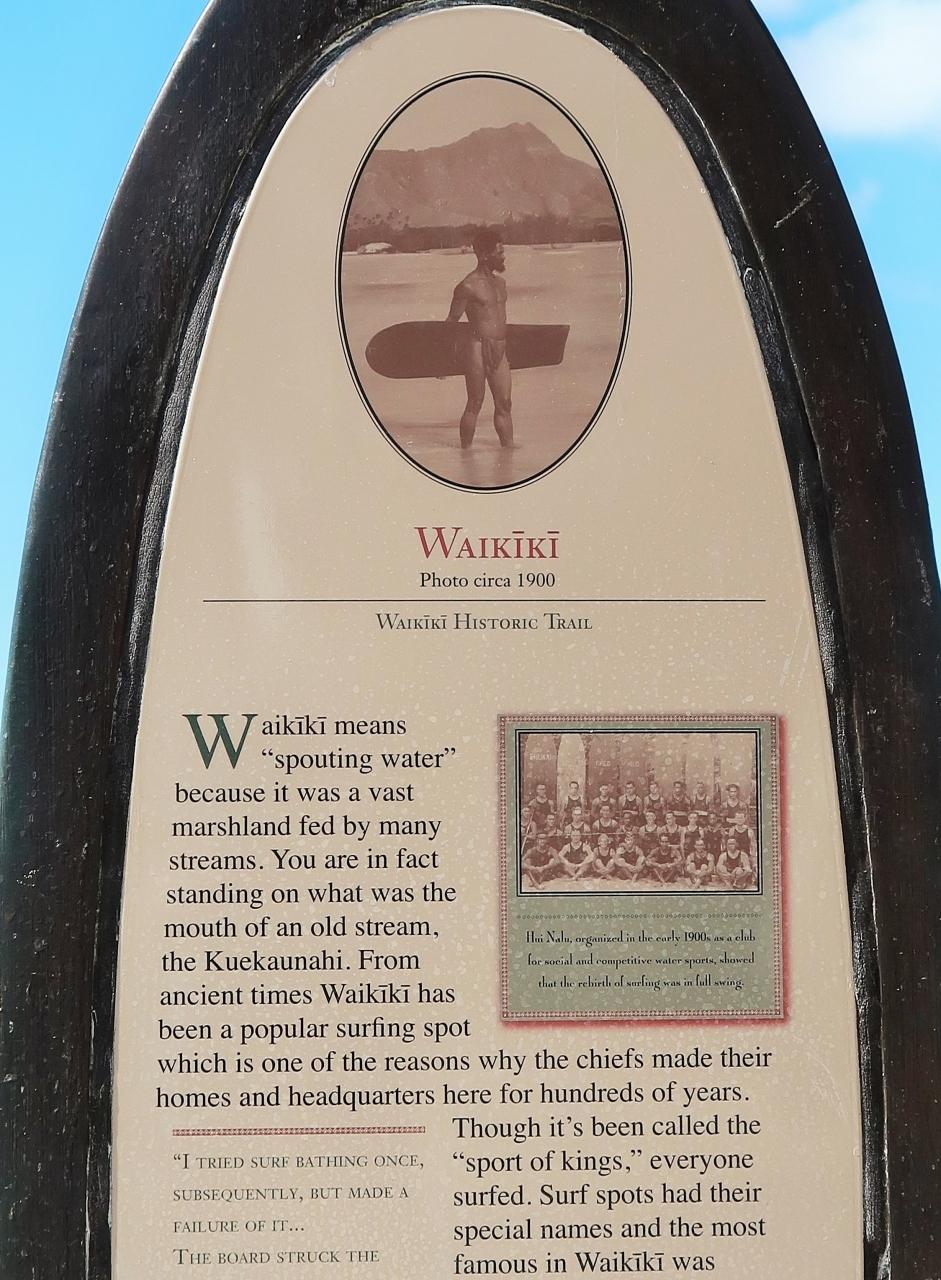 WAIKĪKĪ
Photo circa 1900
WAIKĪKĪ HISTORIC TRAIL
Waikīkī means
“spouting water”
because it was a vast
marshland fed by many
streams. You are in fact
standing on what was the
mouth of an old stream,
the Kuekaunahi. From
ancient times Waikīkī has
been a popular surfing spot
which is one of the reasons why the chiefs made their
homes and headquarters here for hundreds of years.
Hui Nalu, organized in the early 1900s as a club
for social and competitive water sports, showed
that the rebirth of surfing was in full swing.
Though it’s been called the
“sport of kings,” everyone
surfed. Surf spots had their
special names and the most
famous in Waikīkī was
“I TRIED SURF BATHING ONCE,
SUBSEQUENTLY, BUT MADE A
FAILURE OF IT...
THE BOARD STRUCK THE